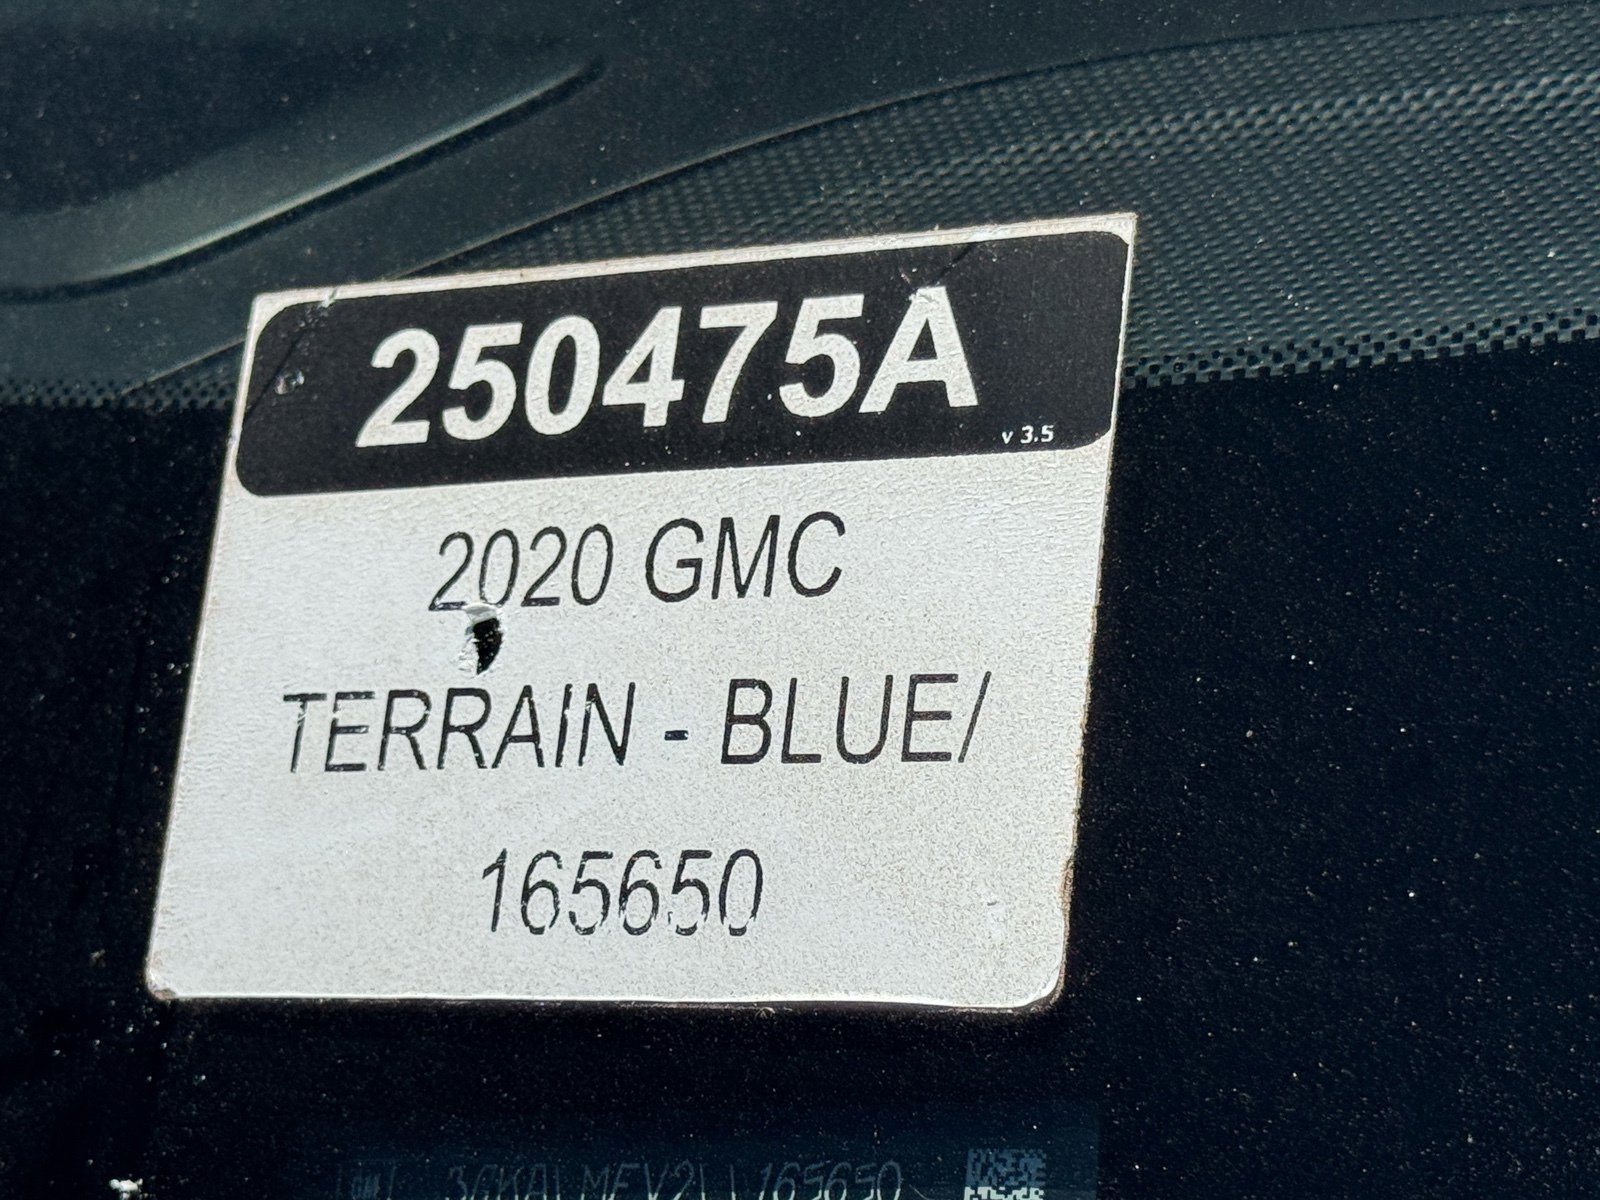 250475A
v 3.5
2020 GMC
TERRAIN - BLUE/
165650